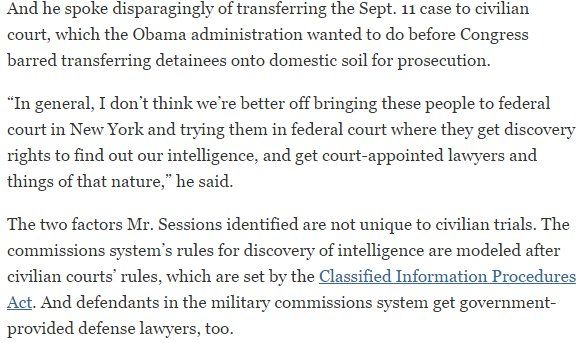 And he spoke disparagingly of transferring the Sept. 11 case to civilian
court, which the Obama administration wanted to do before Congress
barred transferring detainees onto domestic soil for prosecution.
“In general, I don’t think we’re better off bringing these people to federal
court in New York and trying them in federal court where they get discovery
rights to find out our intelligence, and get court-appointed lawyers and
things of that nature,” he said.
The two factors Mr. Sessions identified are not unique to civilian trials. The
commissions system’s rules for discovery of intelligence are modeled after
civilian courts’ rules, which are set by the Classified Information Procedures
Act. And defendants in the military commissions system get government-
provided defense lawyers, too.